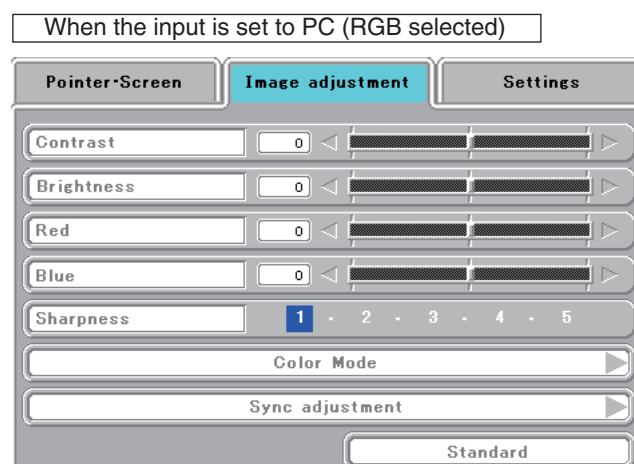 When the input is set to PC (RGB selected)
Pointer·Screen Image adjustment Settings
Contrast 0
Brightness 0
Red 0
Blue 0
Sharpness 1 - 2 - 3 - 4 - 5
Color Mode
Sync adjustment
Standard